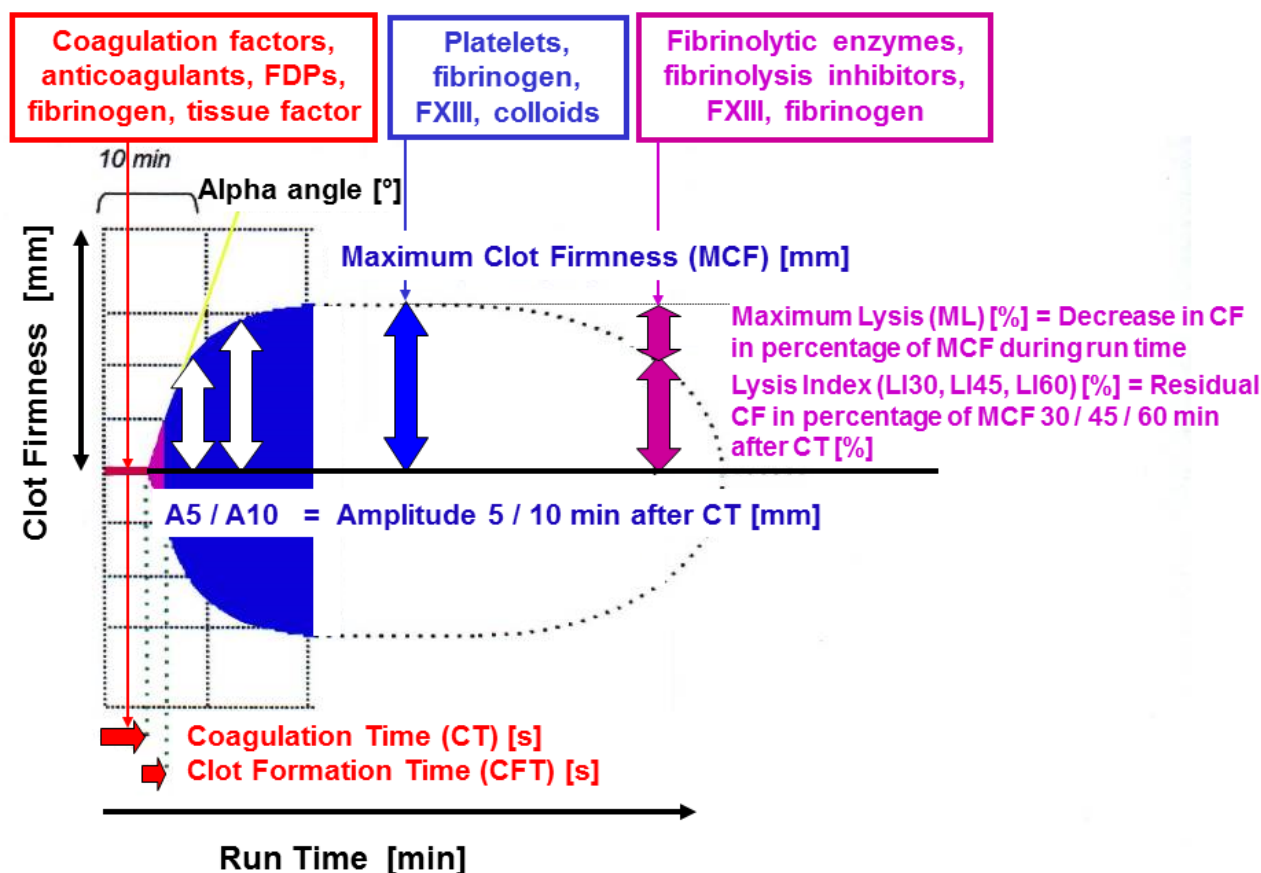 Coagulation factors,
anticoagulants, FDPs,
fibrinogen, tissue factor
Platelets,
fibrinogen,
FXIII, colloids
Fibrinolytic enzymes,
fibrinolysis inhibitors,
FXIII, fibrinogen
10 min
Alpha angle [°]
Clot Firmness [mm]
Maximum Clot Firmness (MCF) [mm]
Maximum Lysis (ML) [%] = Decrease in CF
in percentage of MCF during run time
Lysis Index (LI30, LI45, LI60) [%] = Residual
CF in percentage of MCF 30 / 45 / 60 min
after CT [%]
A5 / A10 = Amplitude 5 / 10 min after CT [mm]
Coagulation Time (CT) [s]
Clot Formation Time (CFT) [s]
Run Time [min]